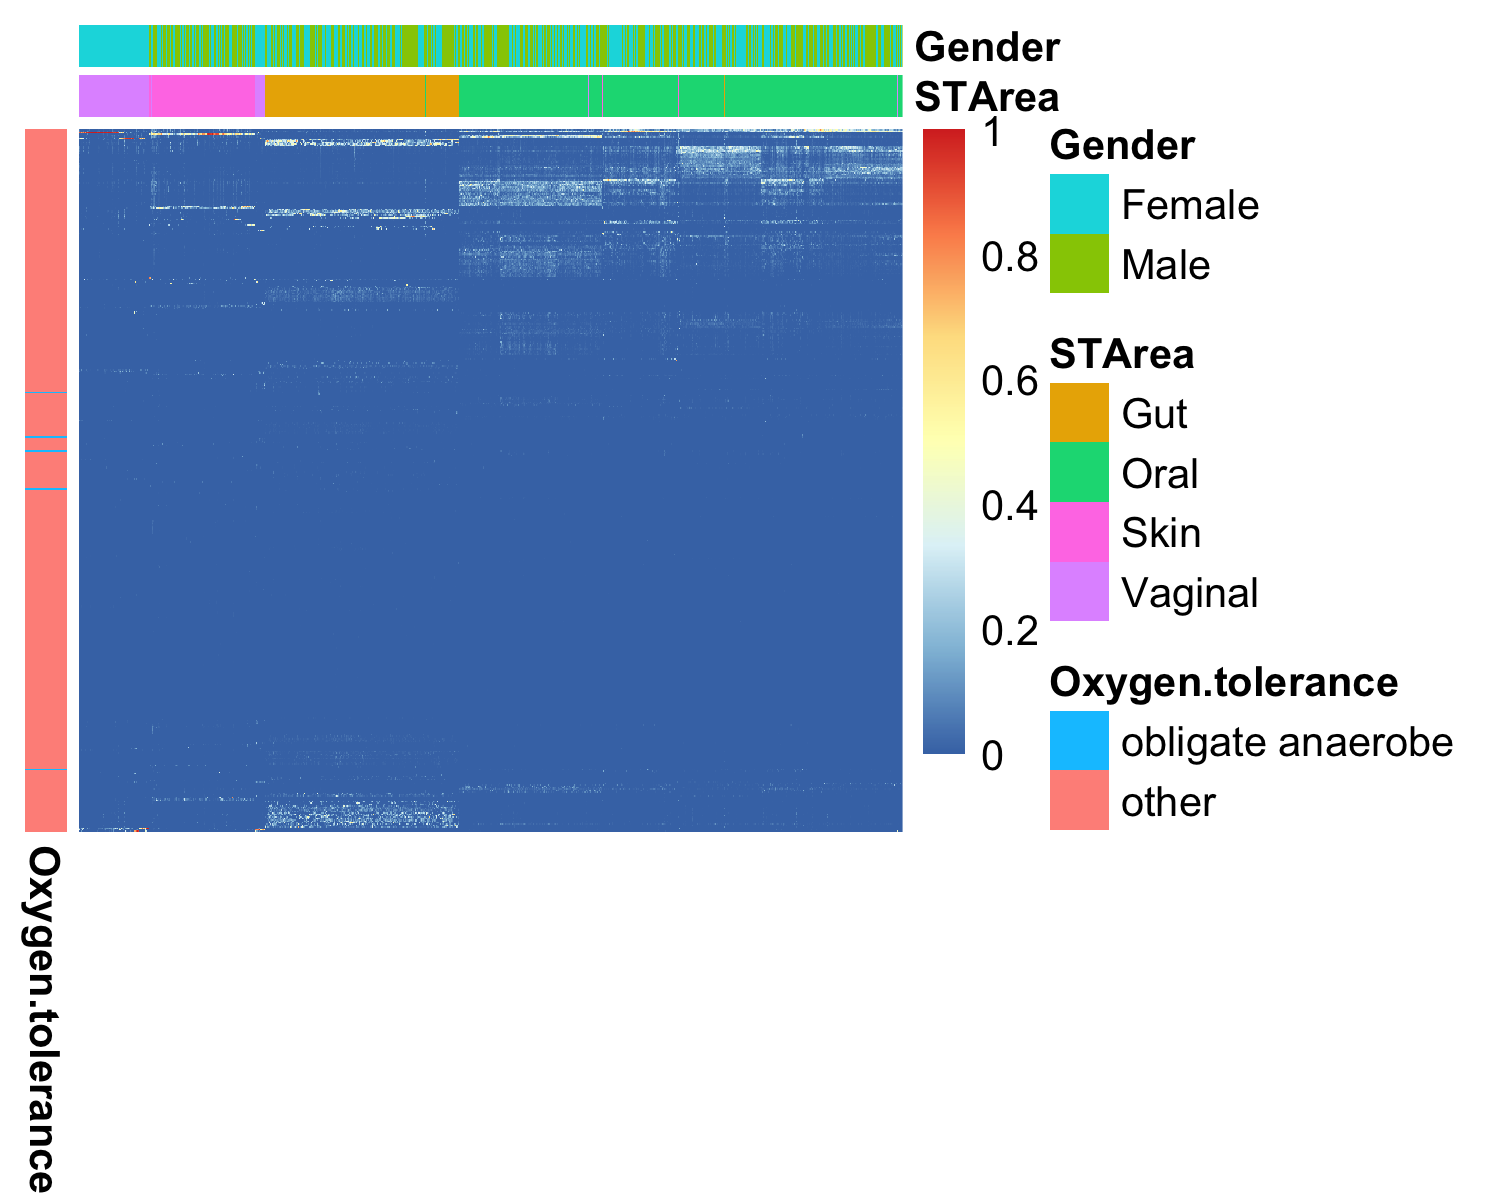 Gender
STArea
1
0.8
0.6
0.4
0.2
0
Gender
Female
Male
STArea
Gut
Oral
Skin
Vaginal
Oxygen.tolerance
obligate anaerobe
other
Oxygen.tolerance